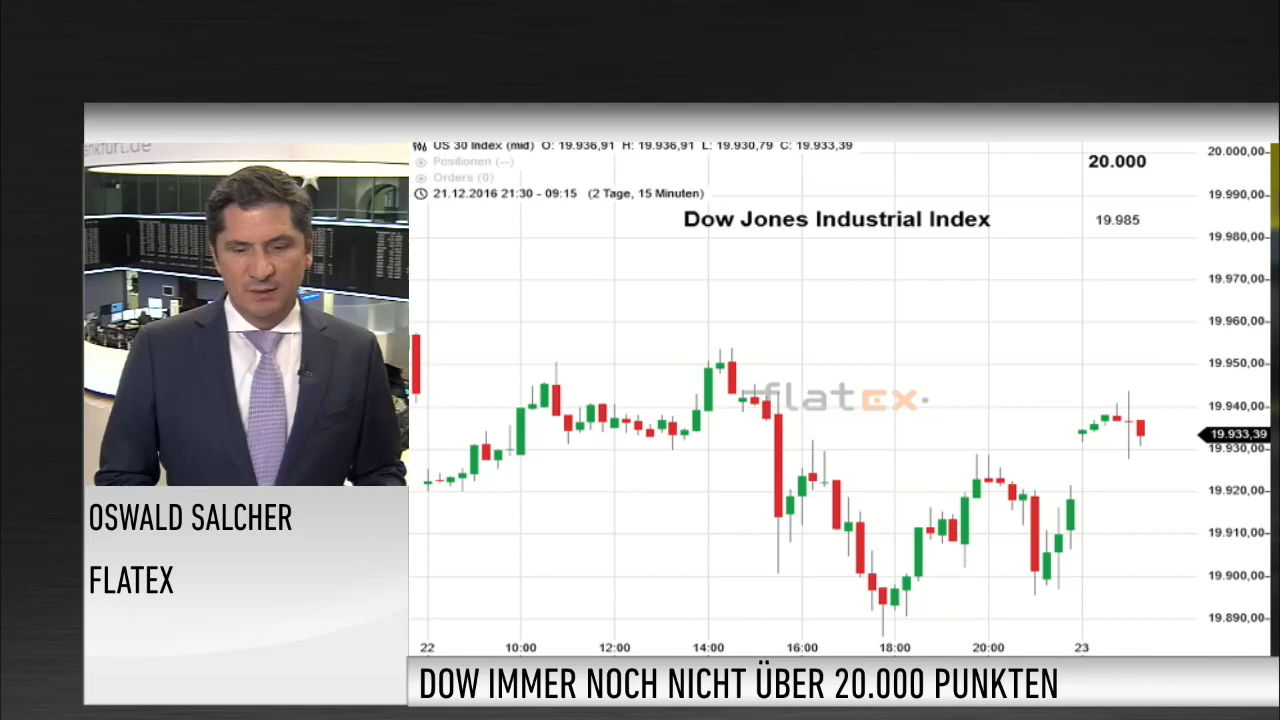 nkfurt.de
US 30 Index (mid) O: 19.936,91 H: 19.936,91 L: 19.930,79 C: 19.933,39
Positionen (--)
Orders (0)
21.12.2016 21:30 - 09:15 (2 Tage, 15 Minuten)
Dow Jones Industrial Index
20.000
19.985
flatex
20.000,00
19.990,00
19.980,00
19.970,00
19.960,00
19.950,00
19.940,00
19.933,39
19.930,00
19.920,00
19.910,00
19.900,00
19.890,00
22 10:00 12:00 14:00 16:00 18:00 20:00 23
OSWALD SALCHER
FLATEX
DOW IMMER NOCH NICHT ÜBER 20.000 PUNKTEN